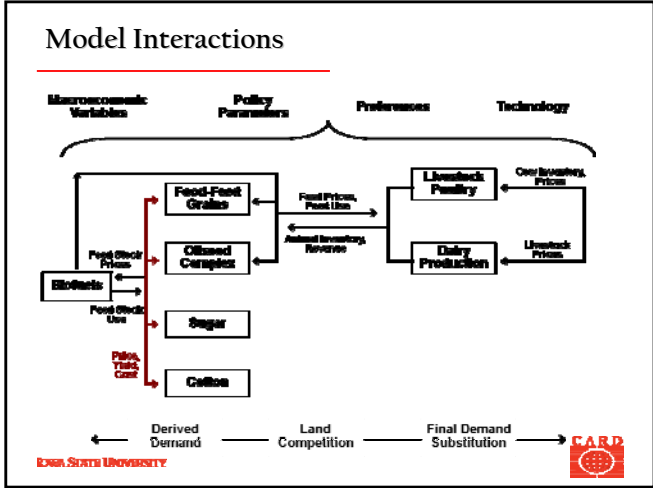 Model Interactions
Macroeconomic
Variables
Policy
Parameters
Preferences
Technology
Feed-Feed
Grains
Livestock
Poultry
Cow Inventory,
Prices
Feed Prices,
Feed Use
Animal Inventory,
Revenue
Oilseed
Complex
Dairy
Production
Livestock
Prices
Feed Stock
Prices
Biofuels
Feed Stock
Use
Sugar
Price,
Yield,
Cost
Cotton
Derived
Demand
Land
Competition
Final Demand
Substitution
CARD
IOWA STATE UNIVERSITY